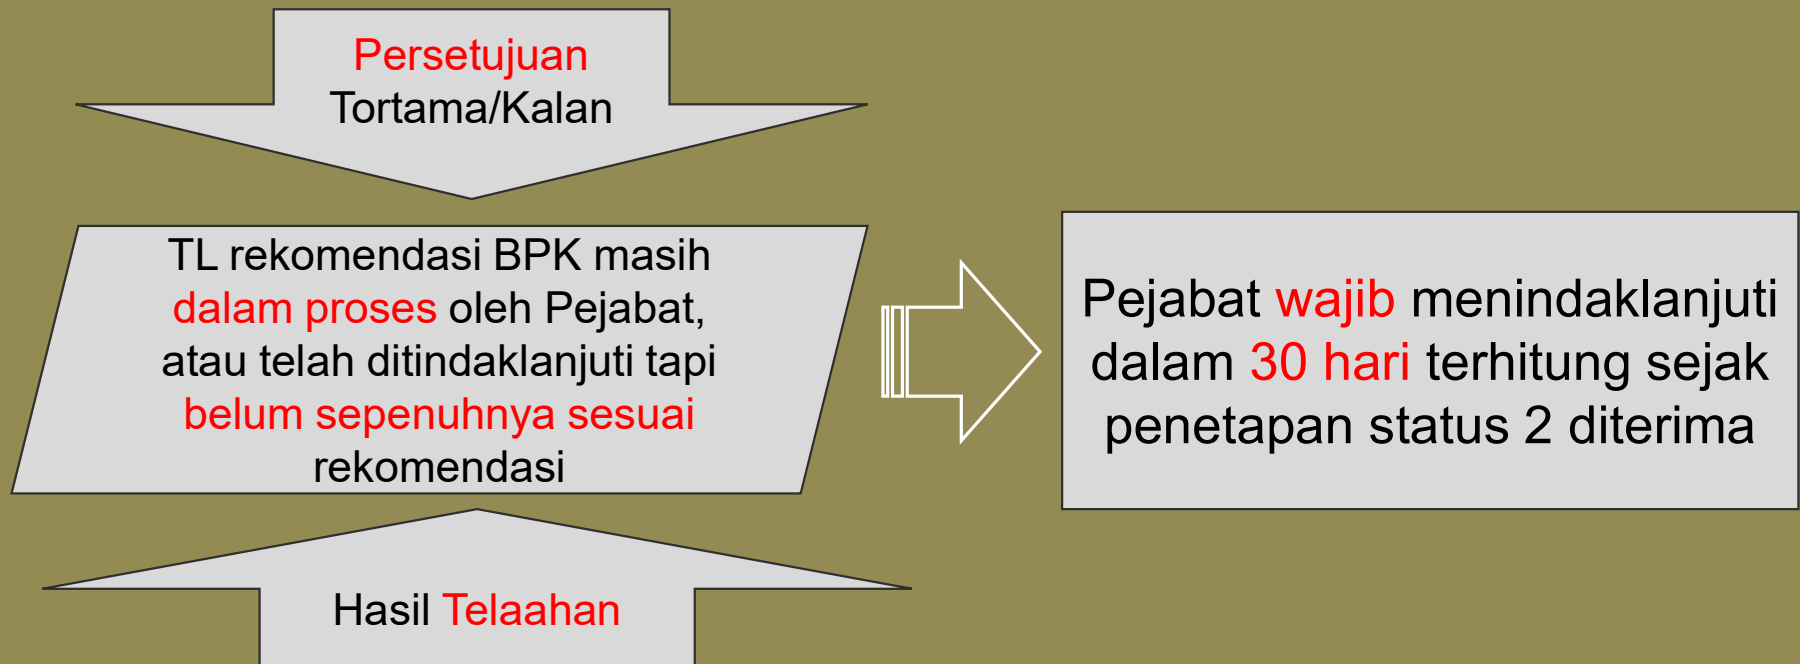 Persetujuan
Tortama/Kalan
TL rekomendasi BPK masih
dalam proses oleh Pejabat,
atau telah ditindaklanjuti tapi
belum sepenuhnya sesuai
rekomendasi
Pejabat wajib menindaklanjuti
dalam 30 hari terhitung sejak
penetapan status 2 diterima
Hasil Telaahan